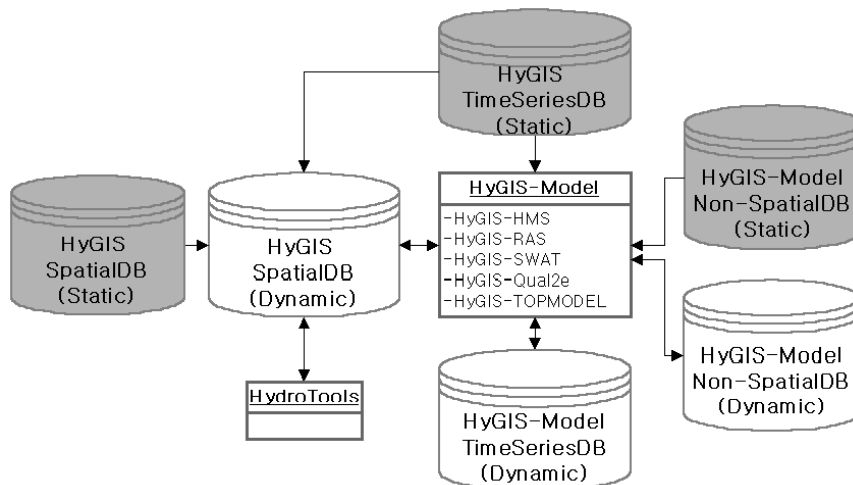 HyGIS
TimeSeriesDB
(Static)
HyGIS
SpatialDB
(Static)
HyGIS
SpatialDB
(Dynamic)
HyGIS-Model
-HyGIS-HMS
-HyGIS-RAS
-HyGIS-SWAT
-HyGIS-Qual2e
-HyGIS-TOPMODEL
HyGIS-Model
Non-SpatialDB
(Static)
HyGIS-Model
Non-SpatialDB
(Dynamic)
HydroTools
HyGIS-Model
TimeSeriesDB
(Dynamic)